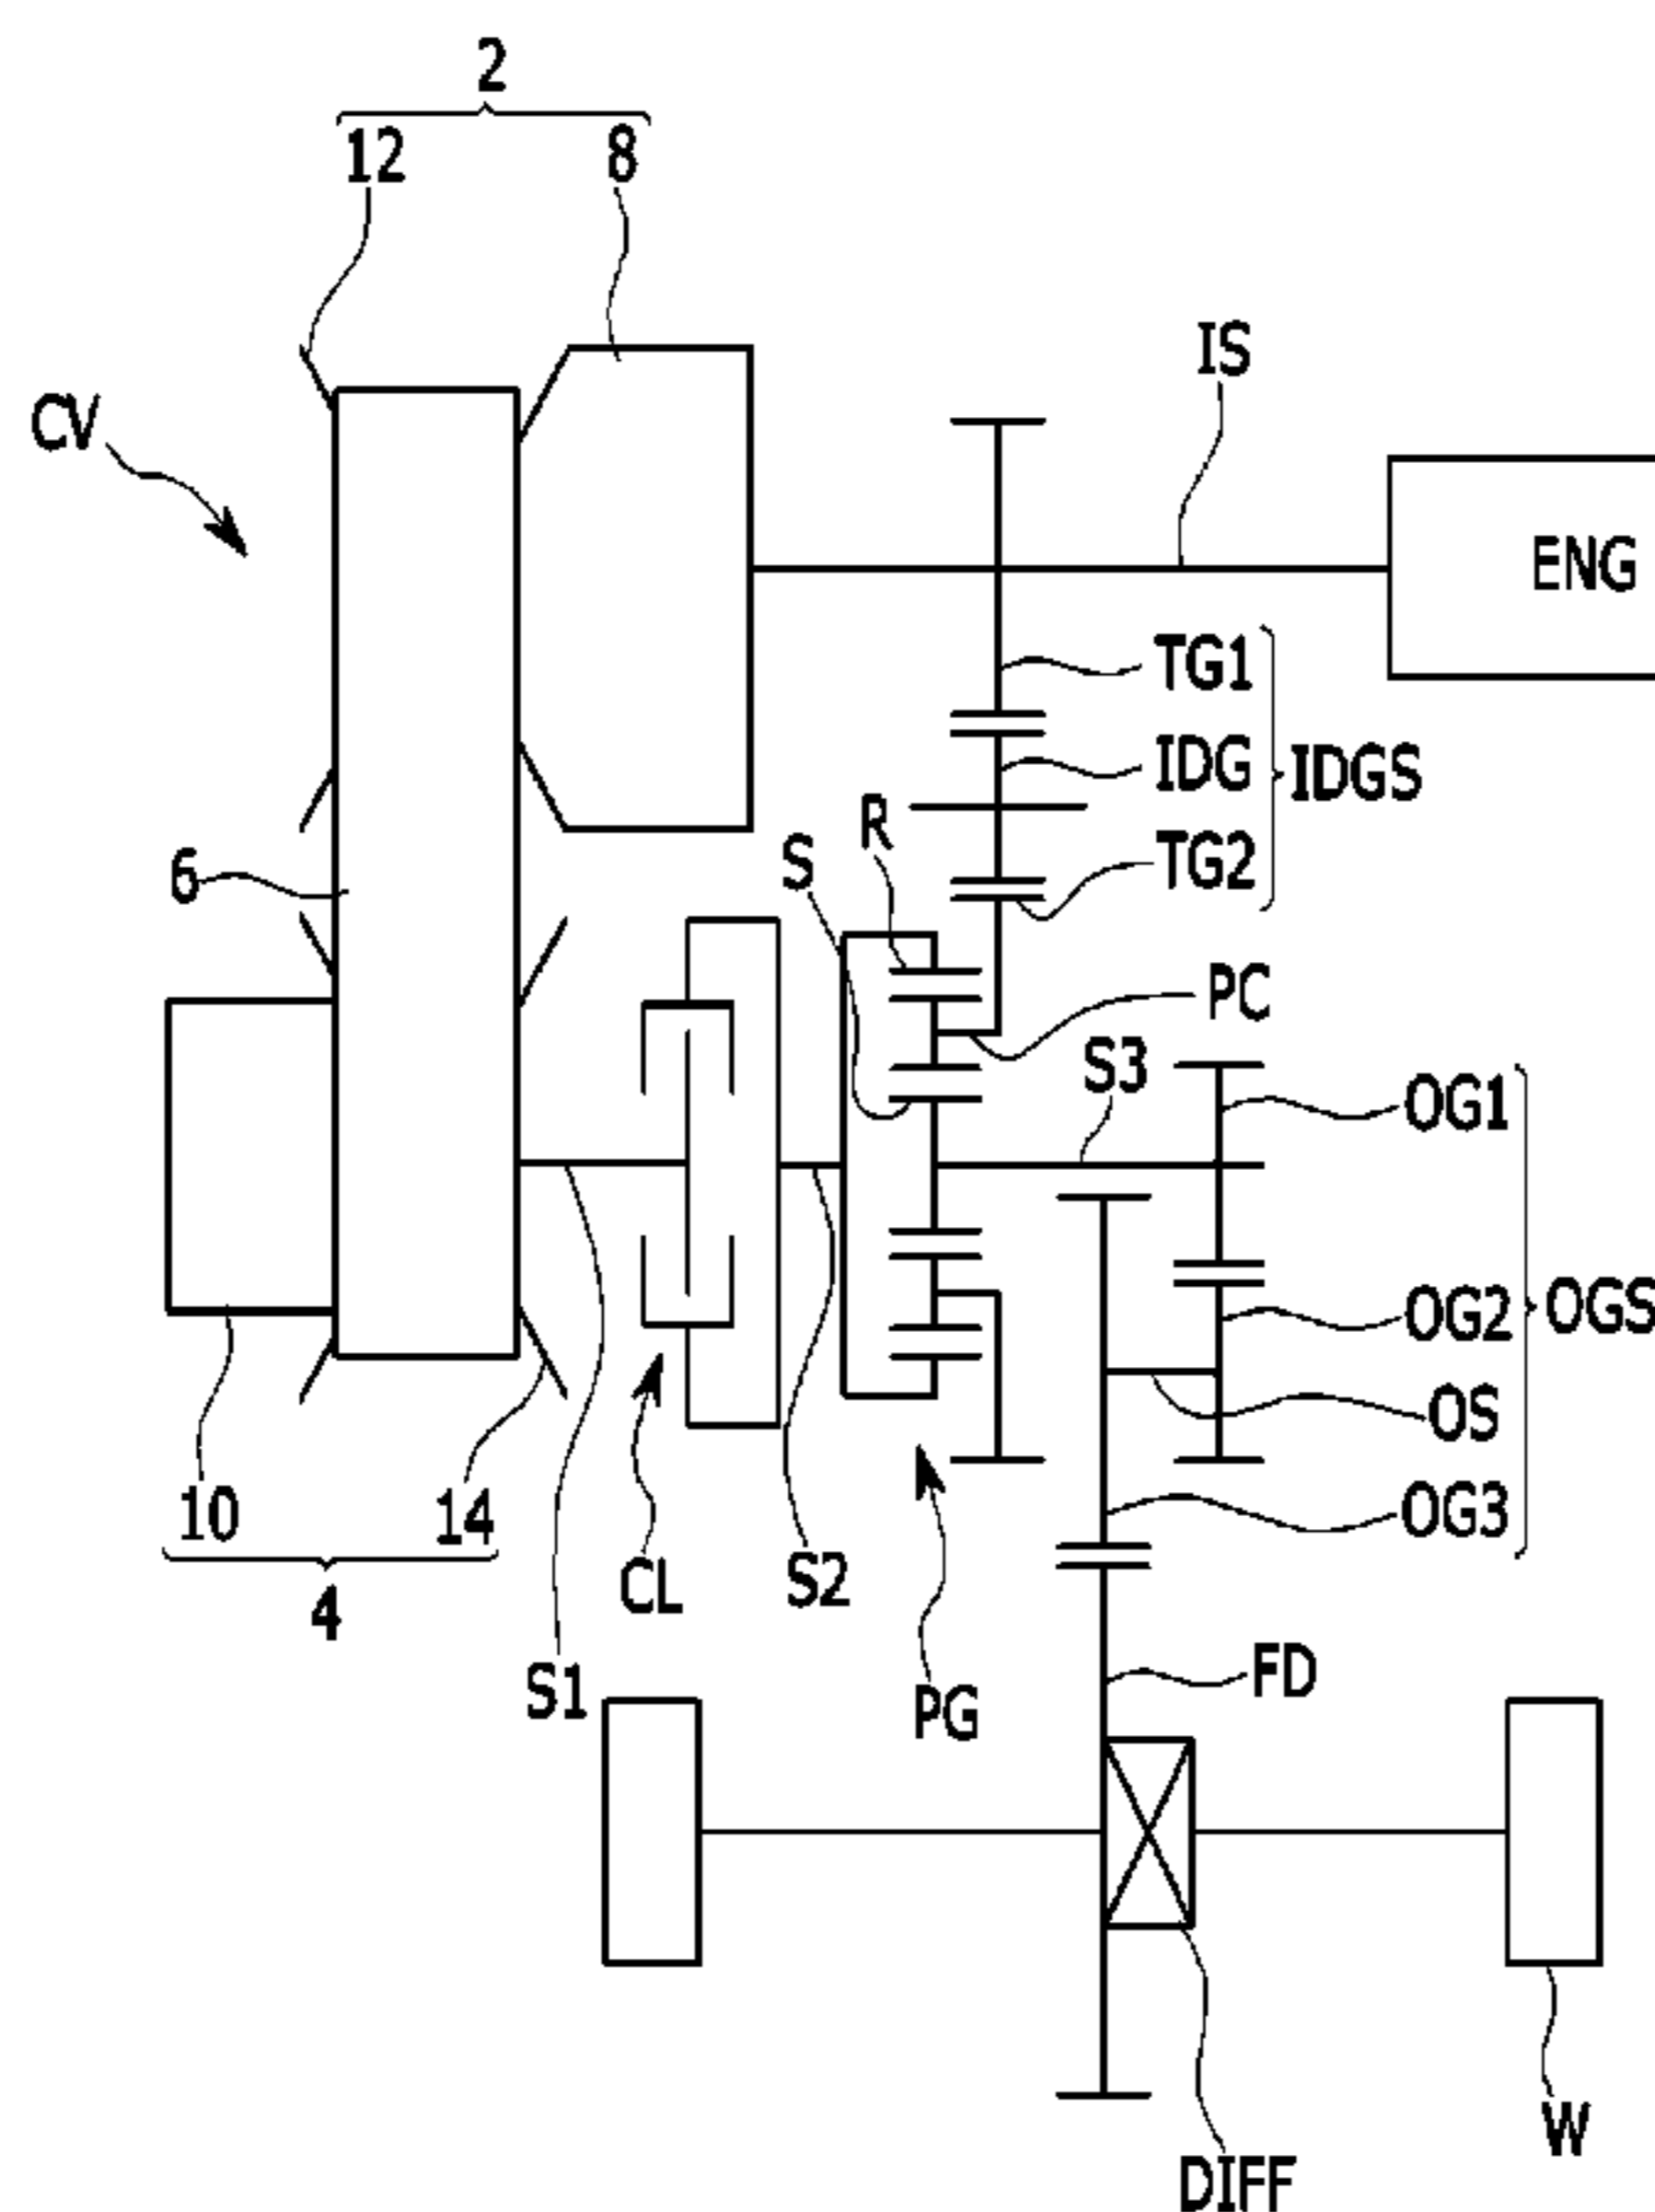 2
12 8
IS
CV
ENG
TG1
IDG IDGS
R
S TG2
6
PC
S3
OG1
OG2 OGS
OS
10 14 OG3
CL S2
4
FD
S1
PG
W
DIFF